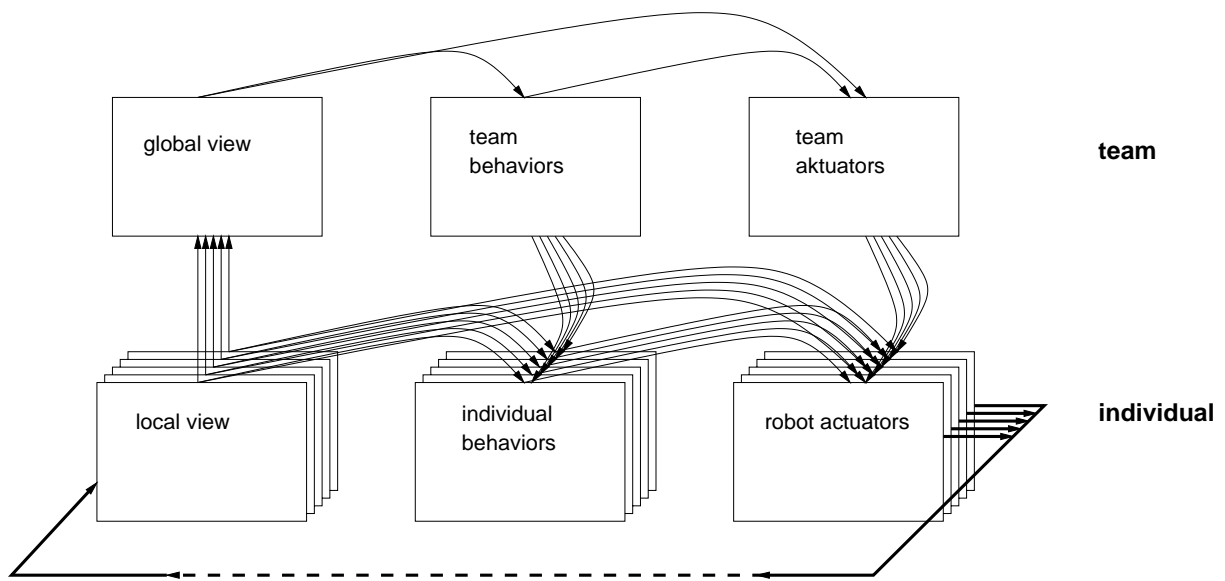 global view
team
behaviors
team
aktuators
team
local view
individual
behaviors
robot actuators
individual